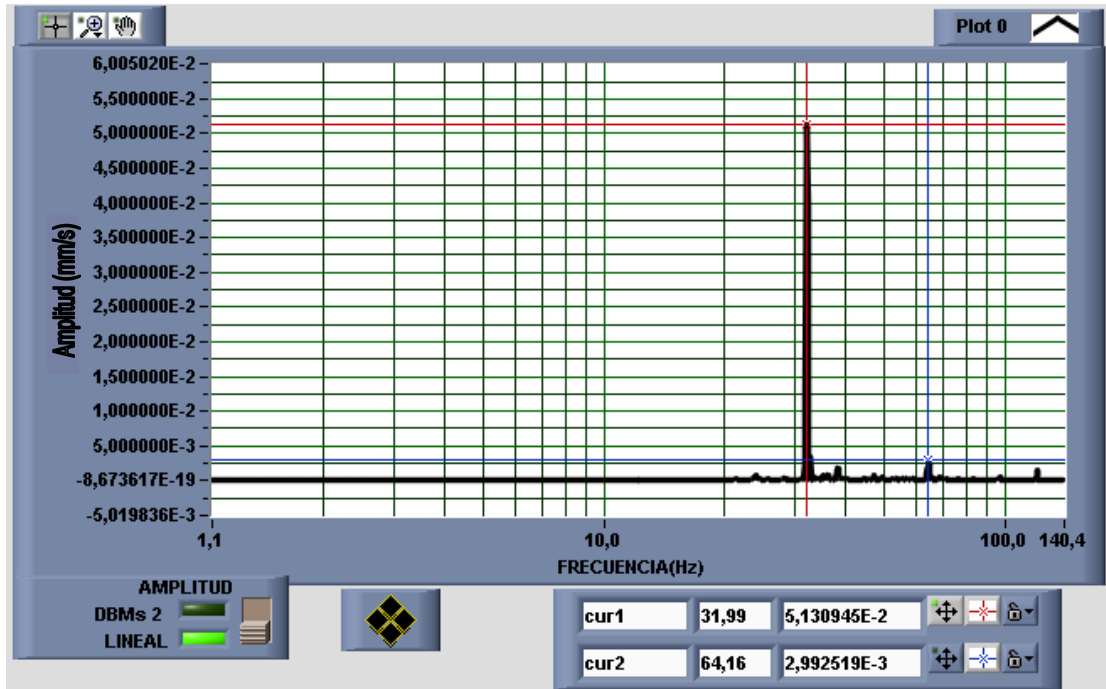 Plot 0
6,005020E-2
5,500000E-2
5,000000E-2
4,500000E-2
4,000000E-2
3,500000E-2
3,000000E-2
2,500000E-2
2,000000E-2
1,500000E-2
1,000000E-2
5,000000E-3
-8,673617E-19
-5,019836E-3
Amplitud (mm/s)
1,1 10,0 100,0 140,4
FRECUENCIA(Hz)
AMPLITUD
DBMs 2
LINEAL
cur1 31,99 5,130945E-2
cur2 64,16 2,992519E-3